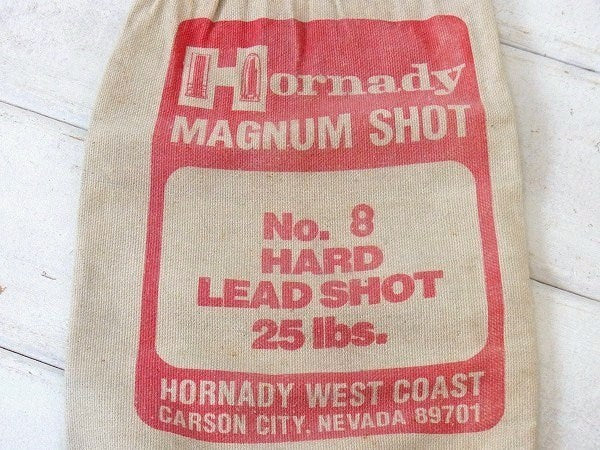 Hornady
MAGNUM SHOT
No. 8
HARD
LEAD SHOT
25 lbs.
HORNADY WEST COAST
CARSON CITY, NEVADA 89701